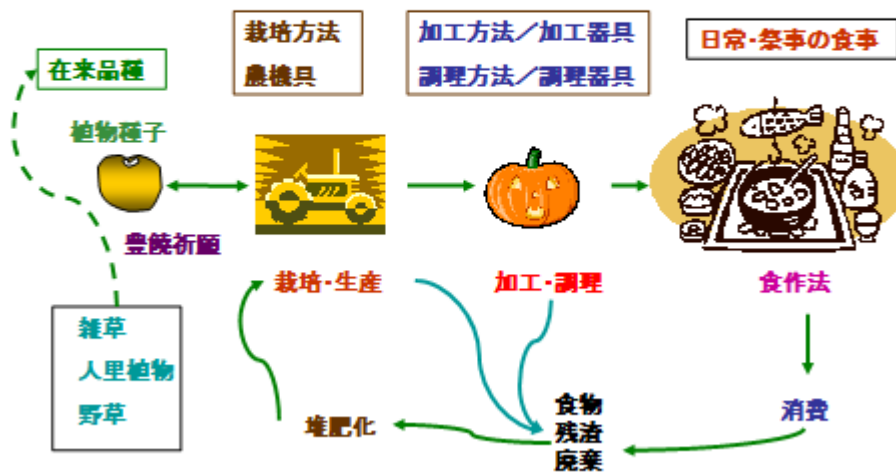 栽培方法
農機具
加工方法／加工器具
調理方法／調理器具
日常・祭事の食事
在来品種
植物種子
豊饒祈願
栽培・生産
加工・調理
食作法
雑草
人里植物
野草
堆肥化
食物
残渣
廃棄
消費